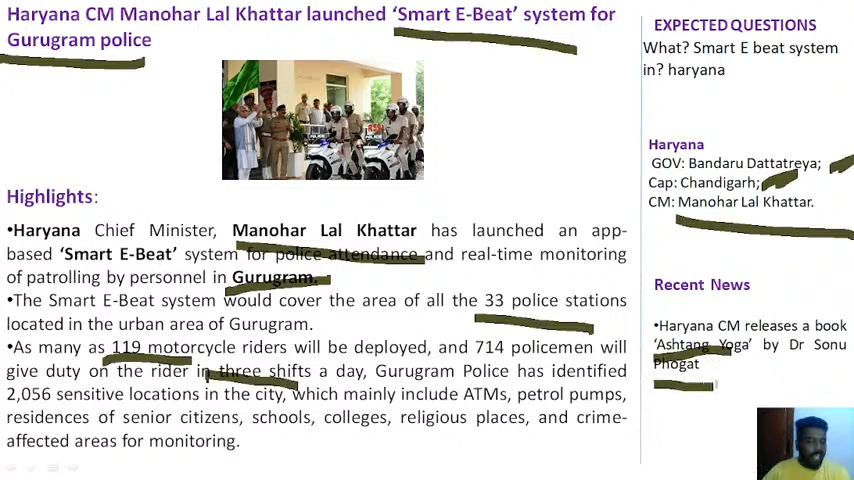 Haryana CM Manohar Lal Khattar launched ‘Smart E-Beat’ system for
Gurugram police
Highlights:
•Haryana Chief Minister, Manohar Lal Khattar has launched an app-
based ‘Smart E-Beat’ system for police attendance and real-time monitoring
of patrolling by personnel in Gurugram.
•The Smart E-Beat system would cover the area of all the 33 police stations
located in the urban area of Gurugram.
•As many as 119 motorcycle riders will be deployed, and 714 policemen will
give duty on the rider in three shifts a day, Gurugram Police has identified
2,056 sensitive locations in the city, which mainly include ATMs, petrol pumps,
residences of senior citizens, schools, colleges, religious places, and crime-
affected areas for monitoring.
EXPECTED QUESTIONS
What? Smart E beat system
in? haryana
Haryana
GOV: Bandaru Dattatreya;
Cap: Chandigarh;
CM: Manohar Lal Khattar.
Recent News
•Haryana CM releases a book
‘Ashtang Yoga’ by Dr Sonu
Phogat